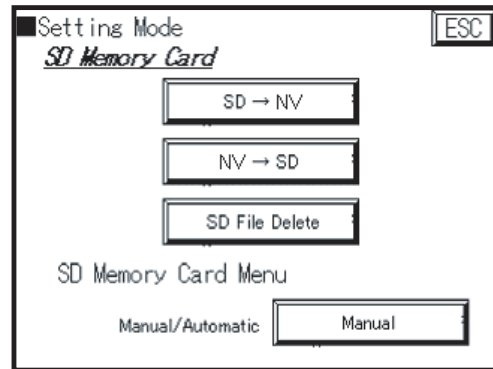 ■Setting Mode
ESC
SD Memory Card
SD → NV
NV → SD
SD File Delete
SD Memory Card Menu
Manual/Automatic Manual